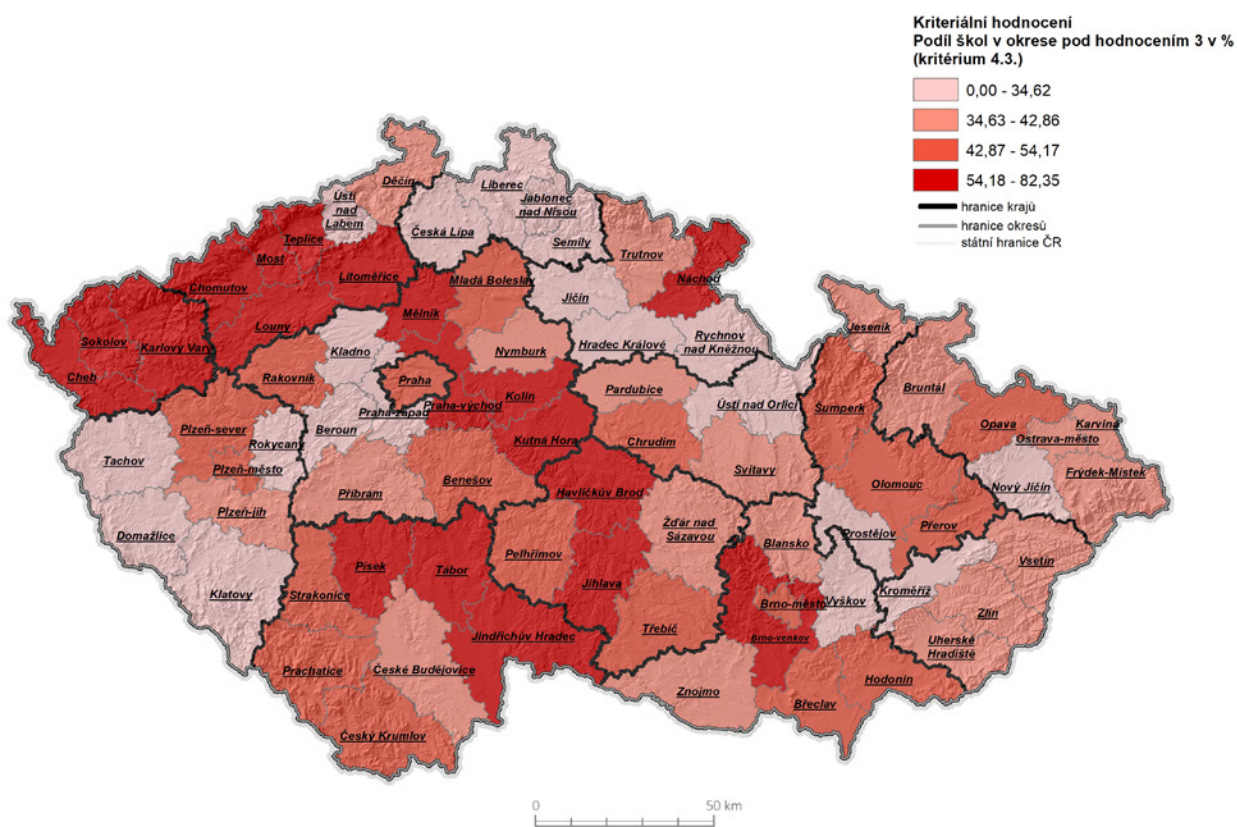 Kriteriální hodnocení
Podíl škol v okrese pod hodnocením 3 v %
(kritérium 4.3.)
0,00 - 34,62
34,63 - 42,86
42,87 - 54,17
54,18 - 82,35
hranice krajů
hranice okresů
státní hranice ČR
Děčín
Ústí
nad
Labem
Liberec
Jablonec
nad Nisou
Česká Lípa
Semily
Teplice
Most
Litoměřice
Chomutov
Louny
Trutnov
Náchod
Mladá Boleslav
Mělník
Jičín
Sokolov
Karlovy Vary
Cheb
Kladno
Nymburk
Hradec Králové
Rychnov
nad Kněžnou
Jeseník
Rakovník
Praha
Bruntál
Kolín
Pardubice
Praha-východ
Praha-západ
Ústí nad Orlicí
Šumperk
Opava
Karviná
Ostrava-město
Plzeň-sever
Rokycany
Beroun
Kutná Hora
Chrudim
Tachov
Plzeň-město
Svitavy
Frýdek-Místek
Nový Jičín
Benešov
Příbram
Havlíčkův Brod
Olomouc
Plzeň-jih
Žďár nad
Sázavou
Přerov
Domažlice
Prostějov
Blansko
Pelhřimov
Vsetín
Písek
Tábor
Jihlava
Klatovy
Strakonice
Kroměříž
Vyškov
Brno-město
Zlín
Třebíč
Jindřichův Hradec
Brno-venkov
Uherské
Hradiště
Prachatice
České Budějovice
Hodonín
Znojmo
Břeclav
Český Krumlov
0
50 km